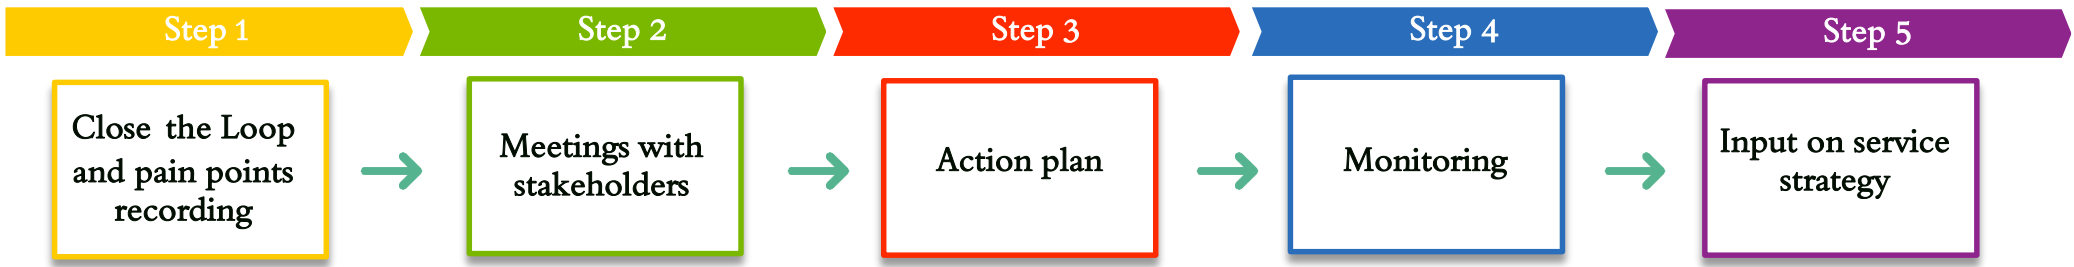 Step 1
Step 2
Step 3
Step 4
Step 5
Close the Loop
and pain points
recording
Meetings with
stakeholders
Action plan
Monitoring
Input on service
strategy